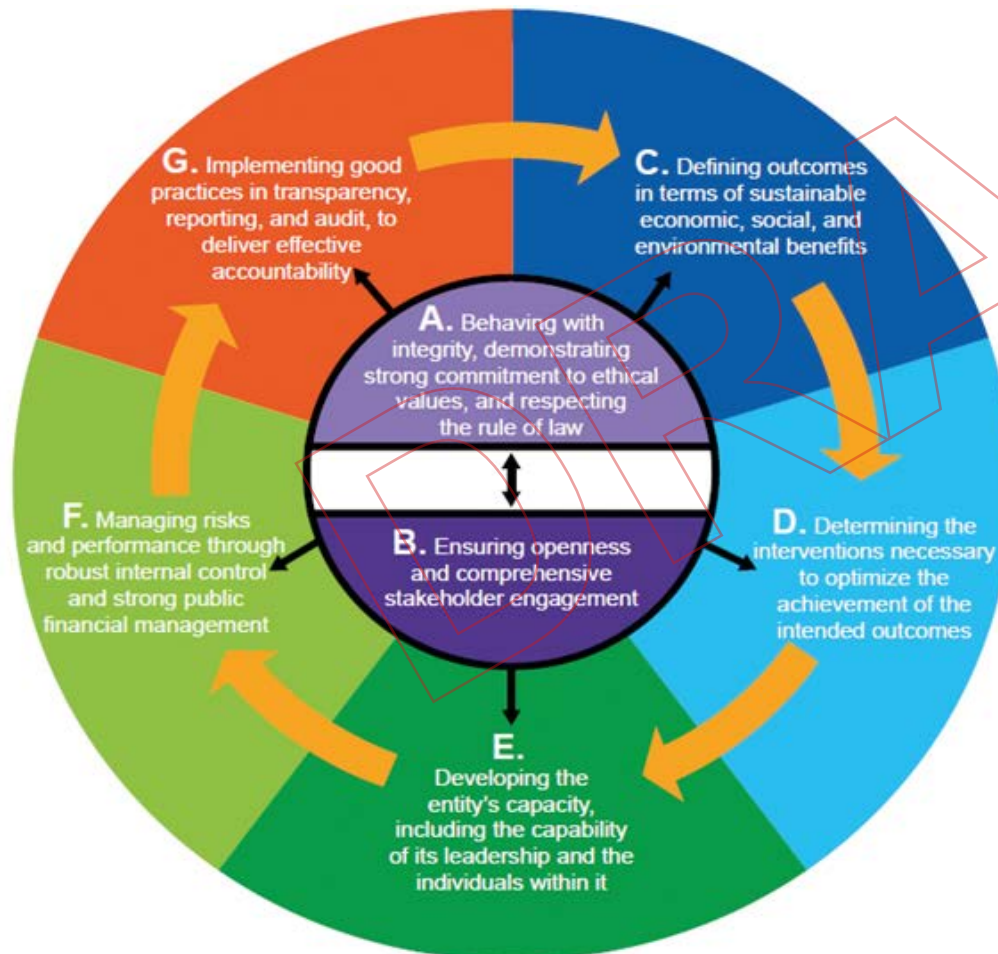 G. Implementing good
practices in transparency,
reporting, and audit, to
deliver effective
accountability
C. Defining outcomes
in terms of sustainable
economic, social, and
environmental benefits
A. Behaving with
integrity, demonstrating
strong commitment to ethical
values, and respecting
the rule of law
F. Managing risks
and performance through
robust internal control
and strong public
financial management
B. Ensuring openness
and comprehensive
stakeholder engagement
D. Determining the
interventions necessary
to optimize the
achievement of the
intended outcomes
E.
Developing the
entity's capacity,
including the capability
of its leadership and the
individuals within it
DRA